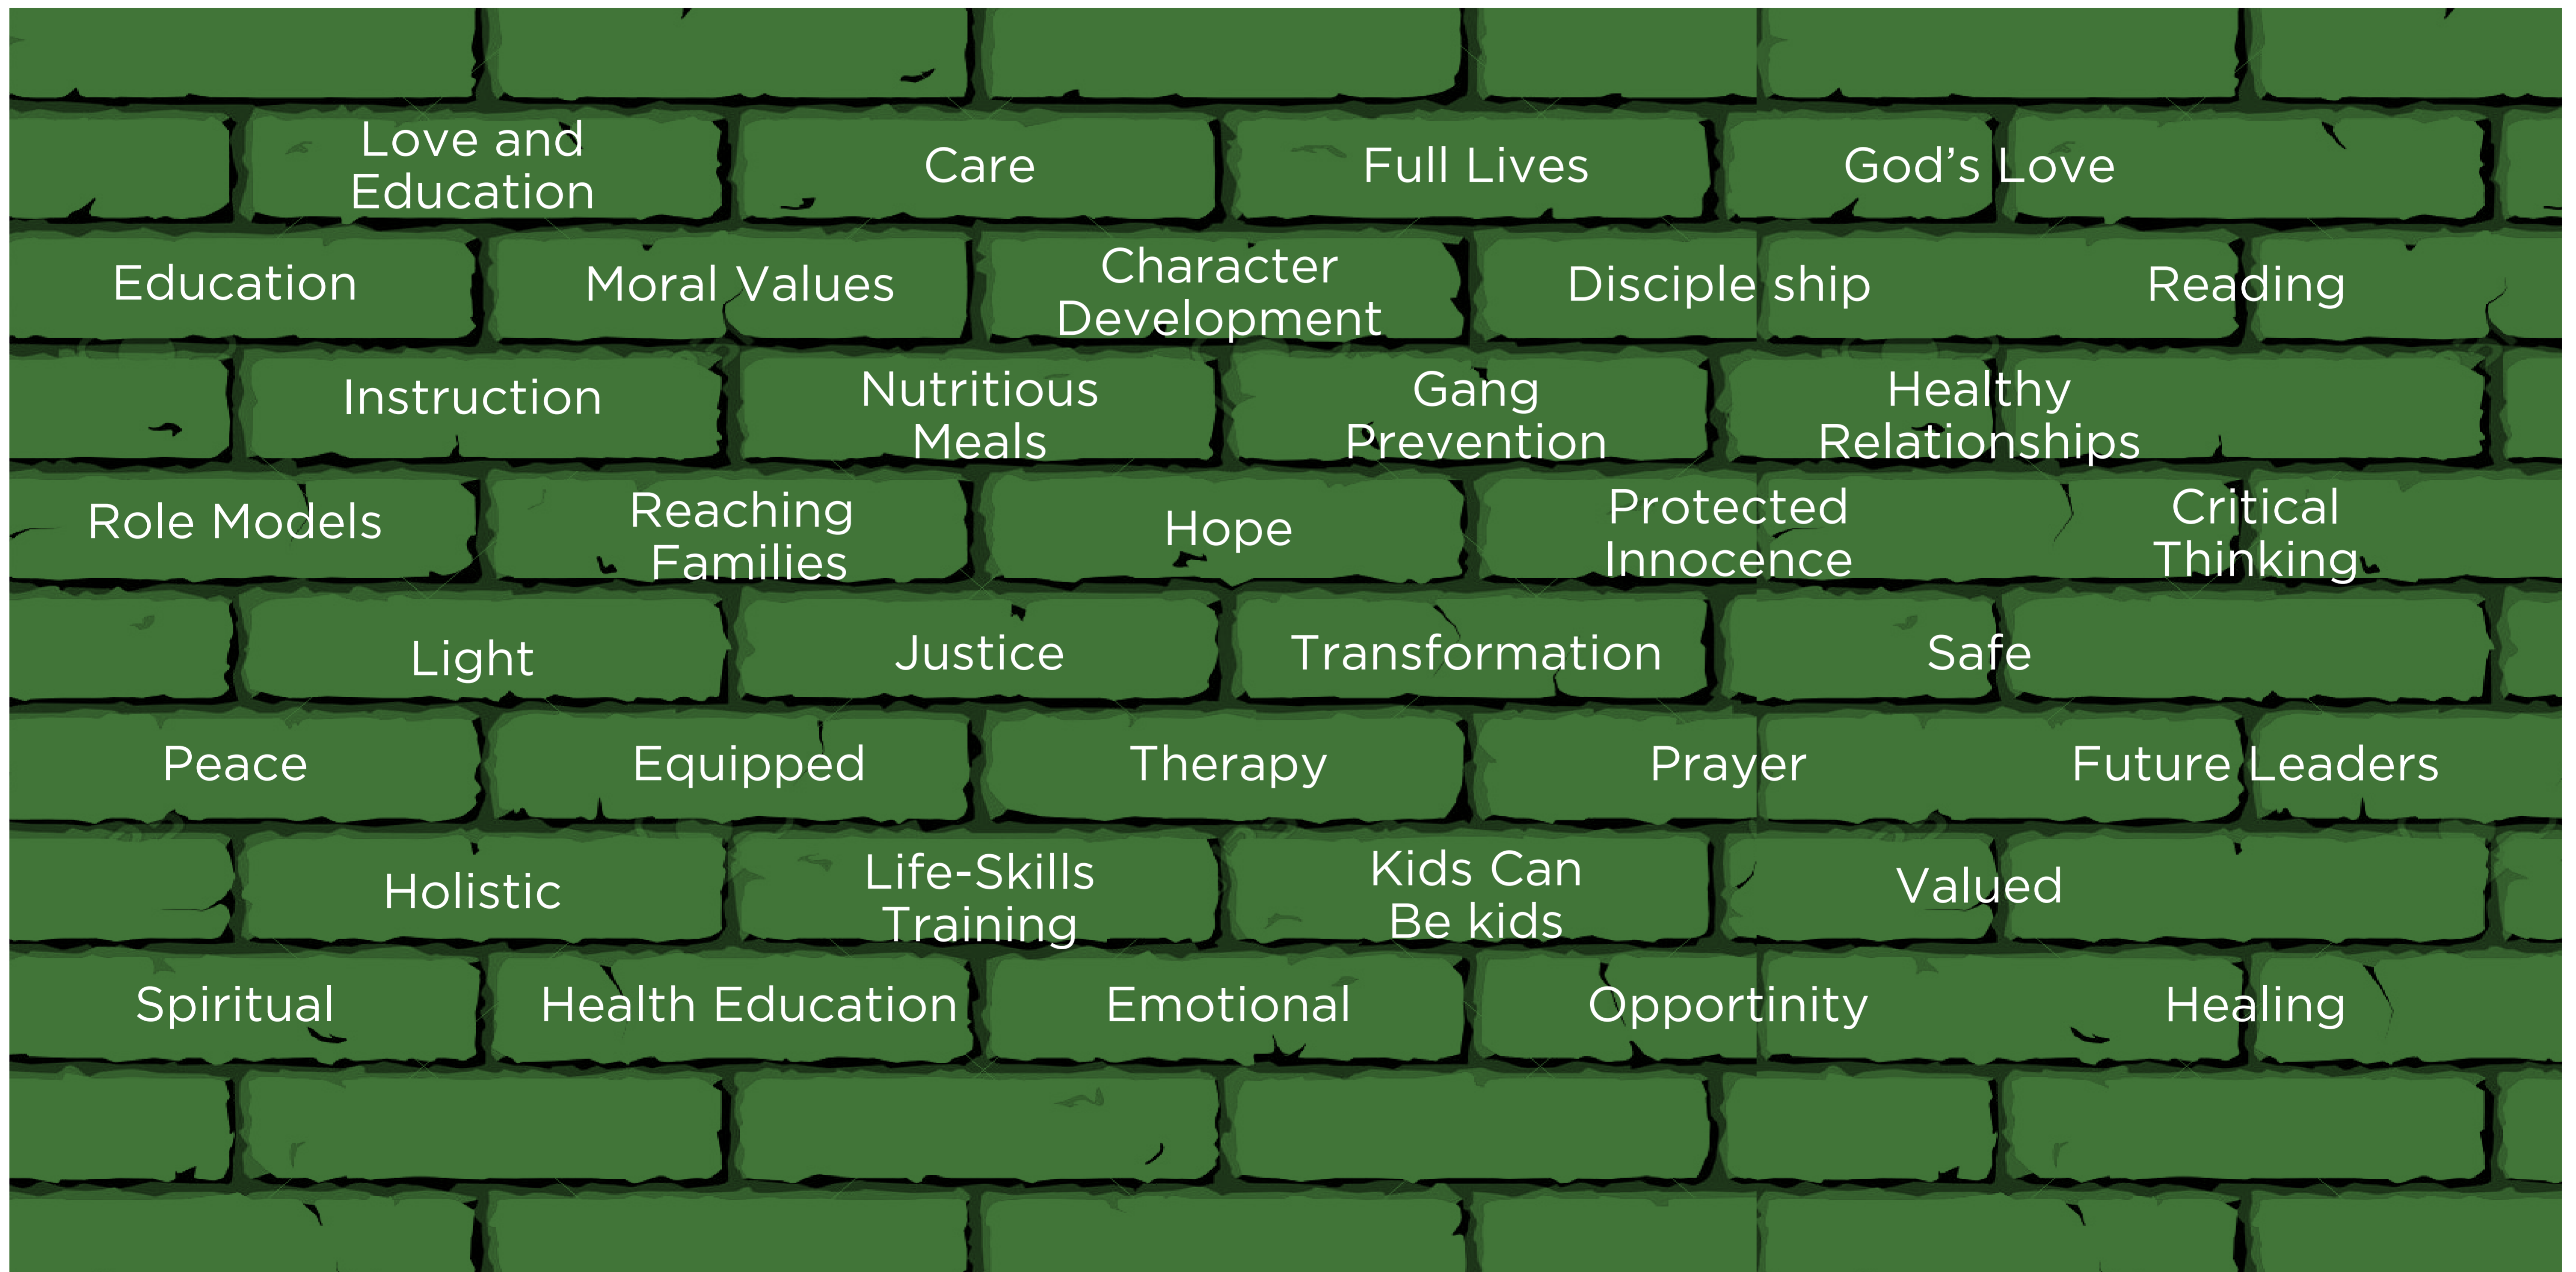 Love and
Education
Care
Full Lives
God's Love
Education
Moral Values
Character
Development
Disciple ship
Reading
Instruction
Nutritious
Meals
Gang
Prevention
Healthy
Relationships
Role Models
Reaching
Families
Hope
Protected
Innocence
Critical
Thinking
Light
Justice
Transformation
Safe
Peace
Equipped
Therapy
Prayer
Future Leaders
Holistic
Life-Skills
Training
Kids Can
Be kids
Valued
Spiritual
Health Education
Emotional
Opportinity
Healing